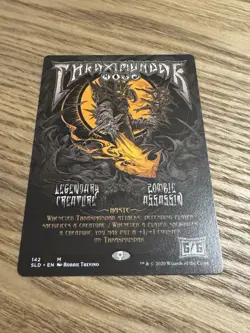 THRAXIMUNDAR
LEGENDARY ZOMBIE
CREATURE ASSASSIN
HASTE
WHENEVER THRAXIMUNDAR ATTACKS, DEFENDING PLAYER
SACRIFICES A CREATURE / WHENEVER A PLAYER SACRIFICES
A CREATURE, YOU MAY PUT A +1/+1 COUNTER
ON THRAXIMUNDAR
6/6
142 M
SLD • EN ROBBIE TREVINO
™ & © 2020 Wizards of the Coast